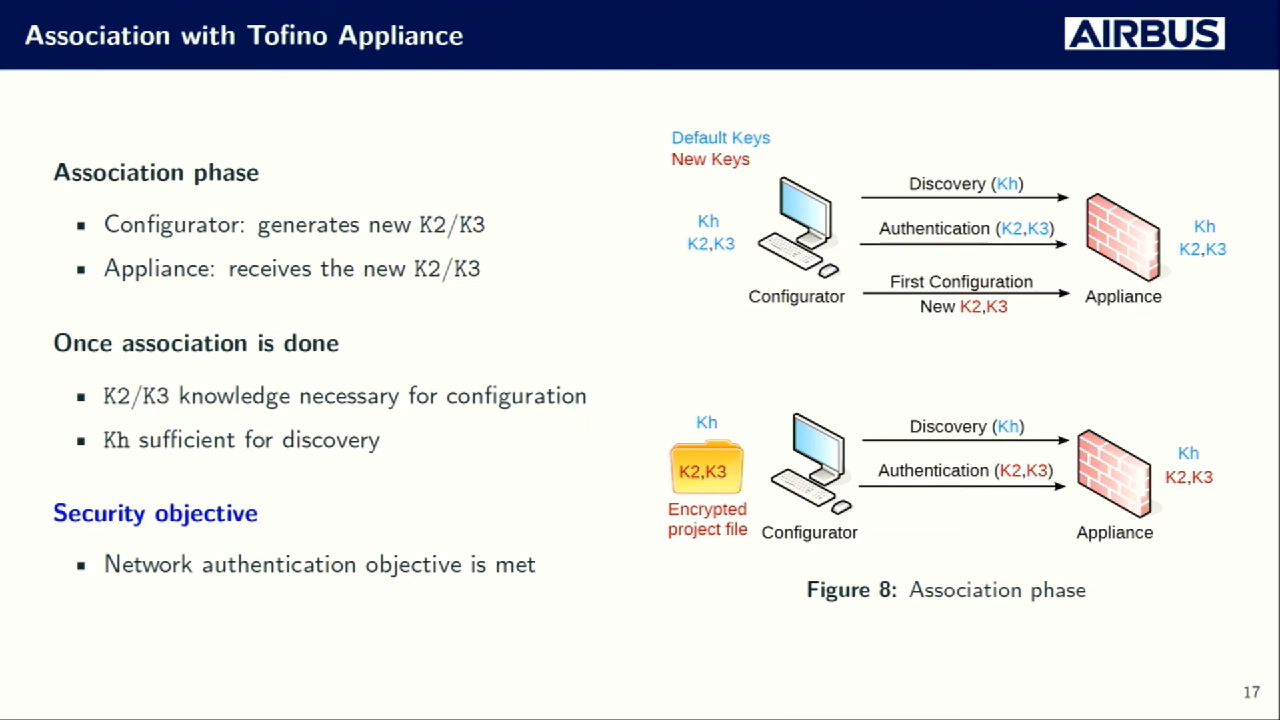 Association with Tofino Appliance
AIRBUS
Association phase
▪ Configurator: generates new K2/K3
▪ Appliance: receives the new K2/K3
Once association is done
▪ K2/K3 knowledge necessary for configuration
▪ Kh sufficient for discovery
Security objective
▪ Network authentication objective is met
Default Keys
New Keys
Kh
K2,K3
Configurator
Discovery (Kh)
Authentication (K2,K3)
First Configuration
New K2,K3
Kh
K2,K3
Appliance
Kh
K2,K3
Encrypted
project file
Configurator
Discovery (Kh)
Authentication (K2,K3)
Kh
K2,K3
Appliance
Figure 8: Association phase
17